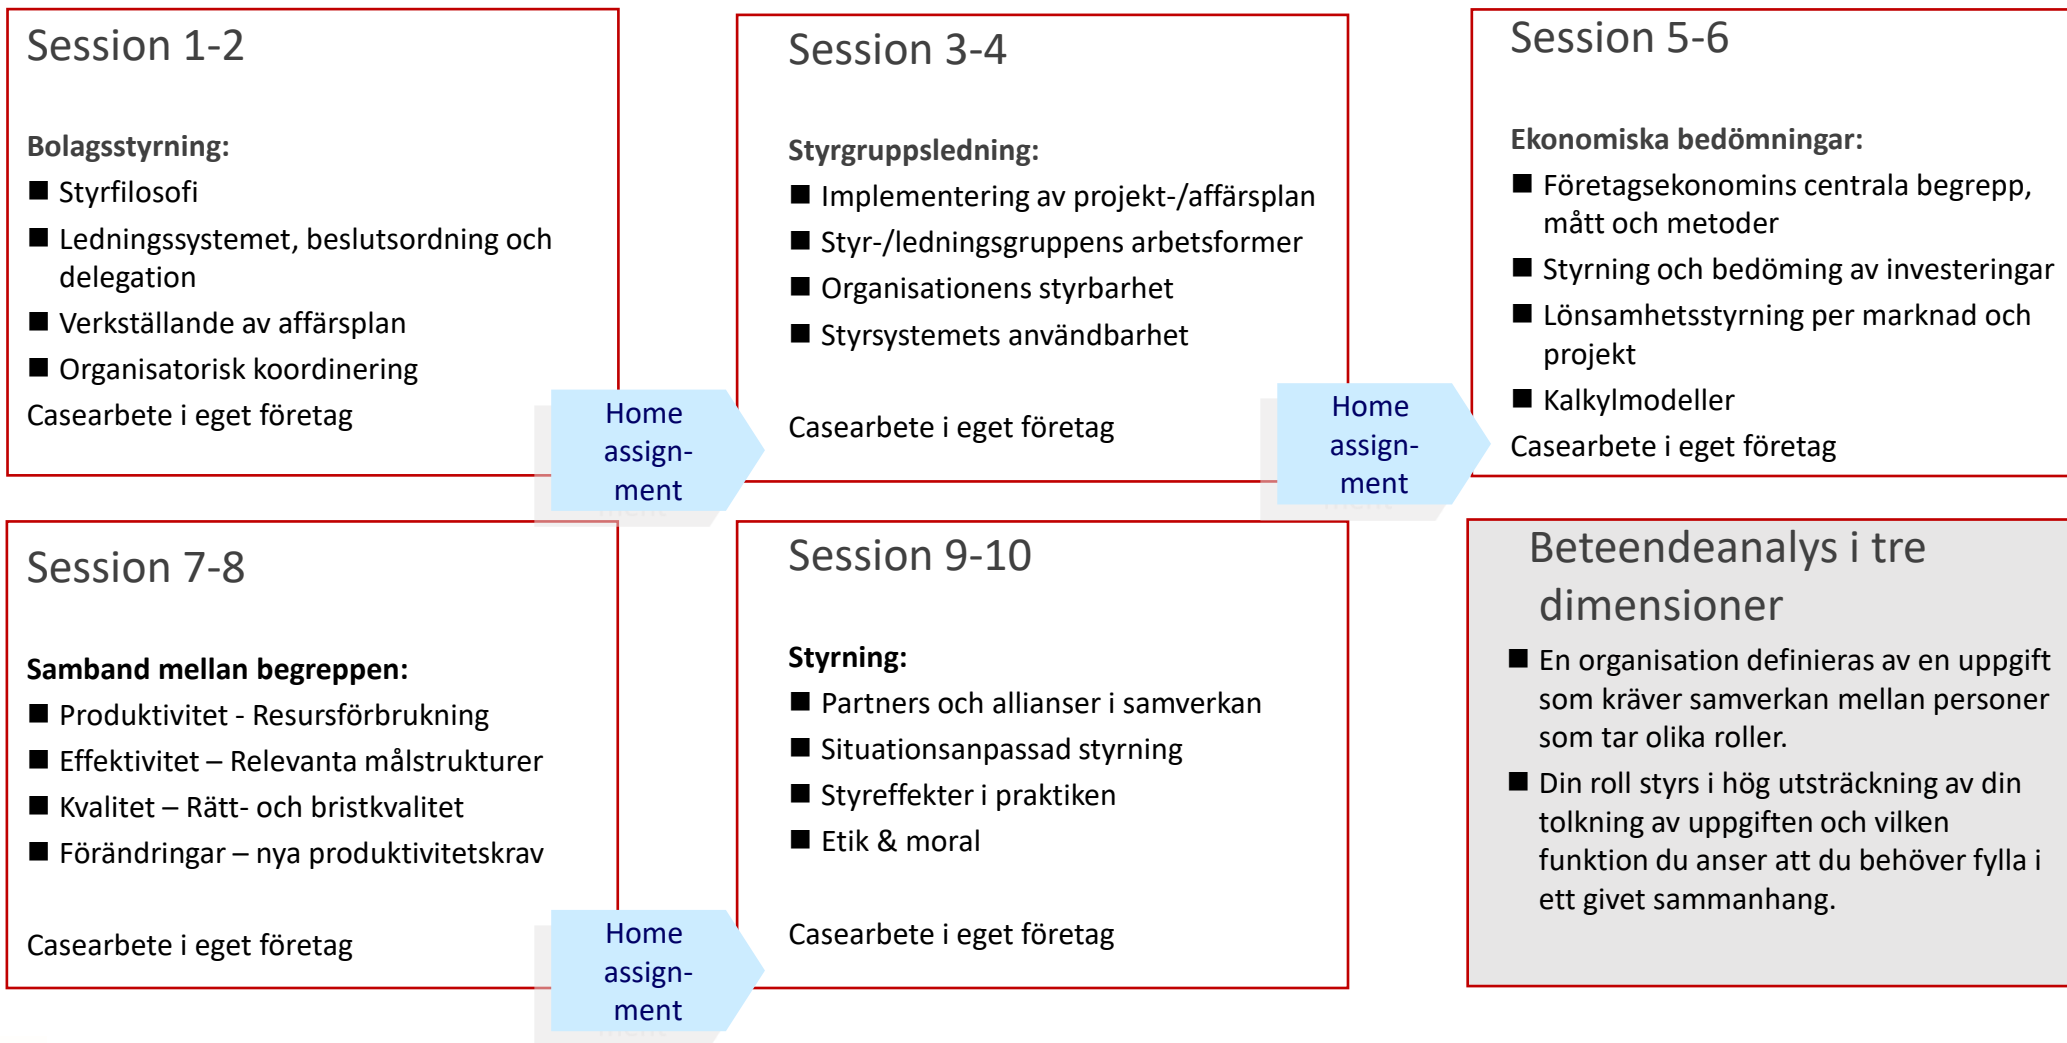 Session 1-2
Bolagsstyrning:
■ Styrfilosofi
■ Ledningssystemet, beslutsordning och
delegation
■ Verkställande av affärsplan
■ Organisatorisk koordinering
Casearbete i eget företag
Home
assign-
ment
Session 3-4
Styrgruppsledning:
■ Implementering av projekt-/affärsplan
■ Styr-/ledningsgruppens arbetsformer
■ Organisationens styrbarhet
■ Styrsystemets användbarhet
Casearbete i eget företag
Home
assign-
ment
Session 5-6
Ekonomiska bedömningar:
■ Företagsekonomins centrala begrepp,
mått och metoder
■ Styrning och bedöming av investeringar
■ Lönsamhetsstyrning per marknad och
projekt
■ Kalkylmodeller
Casearbete i eget företag
Session 7-8
Samband mellan begreppen:
■ Produktivitet - Resursförbrukning
■ Effektivitet – Relevanta målstrukturer
■ Kvalitet – Rätt- och bristkvalitet
■ Förändringar – nya produktivitetskrav
Casearbete i eget företag
Home
assign-
ment
Session 9-10
Styrning:
■ Partners och allianser i samverkan
■ Situationsanpassad styrning
■ Styreffekter i praktiken
■ Etik & moral
Casearbete i eget företag
Beteendeanalys i tre
dimensioner
■ En organisation definieras av en uppgift
som kräver samverkan mellan personer
som tar olika roller.
■ Din roll styrs i hög utsträckning av din
tolkning av uppgiften och vilken
funktion du anser att du behöver fylla i
ett givet sammanhang.